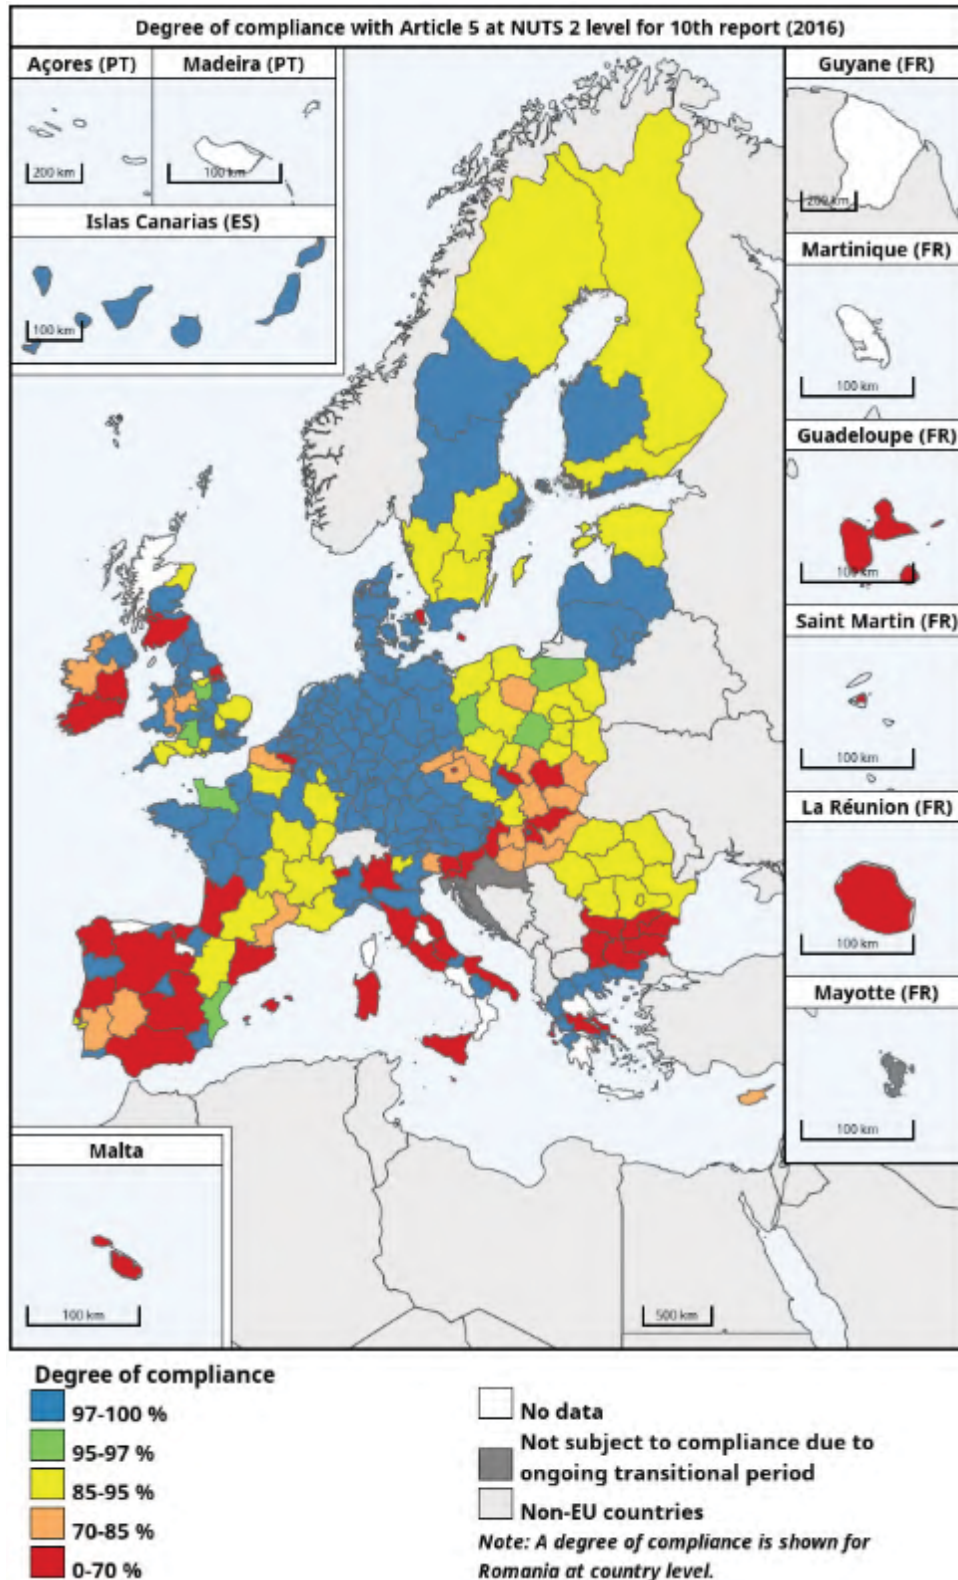 Degree of compliance with Article 5 at NUTS 2 level for 10th report (2016)
Açores (PT)
Madeira (PT)
200 km
100 km
Islas Canarias (ES)
100 km
Guyane (FR)
200 km
Martinique (FR)
100 km
Guadeloupe (FR)
100 km
Saint Martin (FR)
100 km
La Réunion (FR)
100 km
Mayotte (FR)
100 km
Malta
100 km
500 km
Degree of compliance
97-100 %
95-97 %
85-95 %
70-85 %
0-70 %
No data
Not subject to compliance due to
ongoing transitional period
Non-EU countries
Note: A degree of compliance is shown for
Romania at country level.